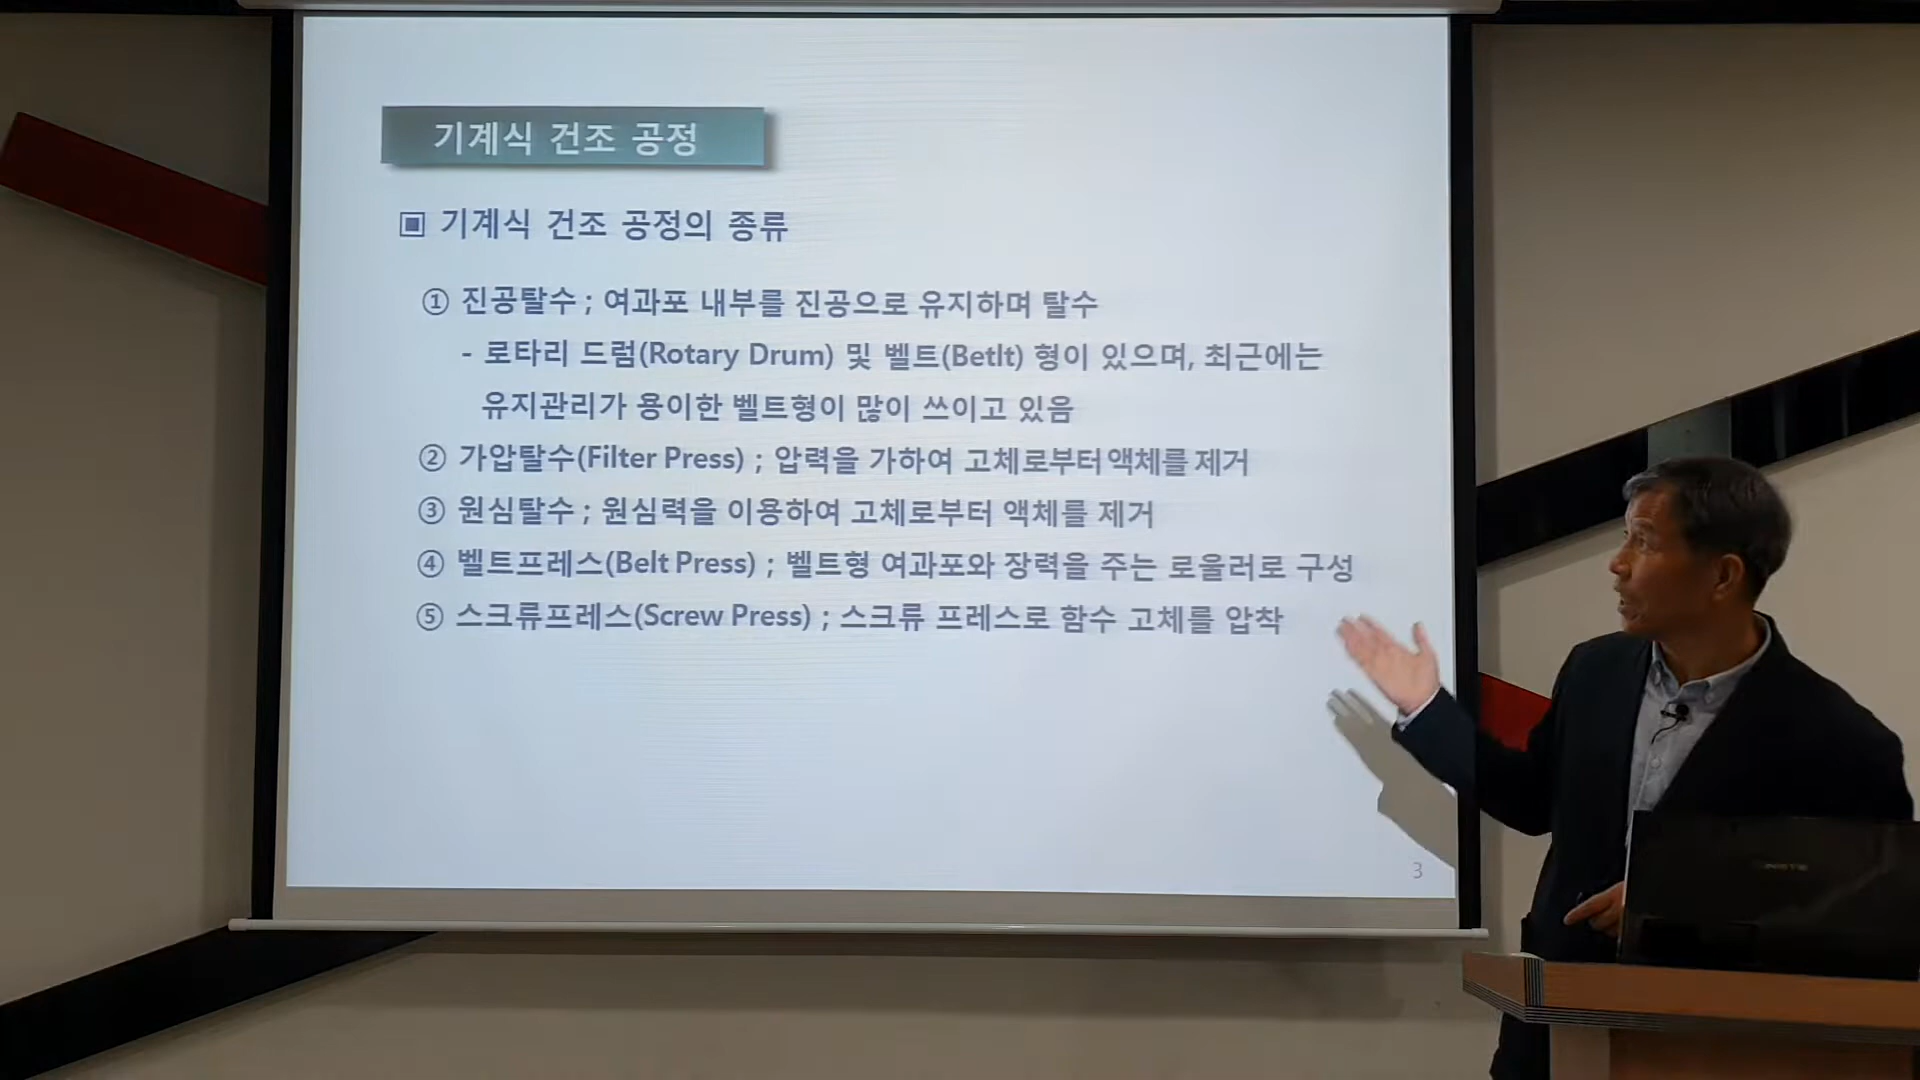 기계식 건조 공정
▣ 기계식 건조 공정의 종류
① 진공탈수 ; 여과포 내부를 진공으로 유지하며 탈수
- 로타리 드럼(Rotary Drum) 및 벨트(Betlt) 형이 있으며, 최근에는
유지관리가 용이한 벨트형이 많이 쓰이고 있음
② 가압탈수(Filter Press) ; 압력을 가하여 고체로부터 액체를 제거
③ 원심탈수 ; 원심력을 이용하여 고체로부터 액체를 제거
④ 벨트프레스(Belt Press) ; 벨트형 여과포와 장력을 주는 로울러로 구성
⑤ 스크류프레스(Screw Press) ; 스크류 프레스로 함수 고체를 압착
3